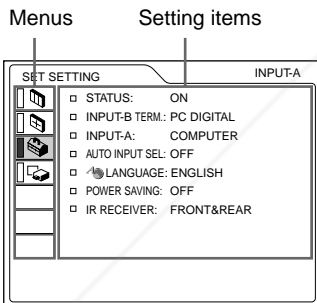 Menus Setting items
SET SETTING INPUT-A
STATUS: ON
INPUT-B TERM.: PC DIGITAL
INPUT-A: COMPUTER
AUTO INPUT SEL: OFF
LANGUAGE: ENGLISH
POWER SAVING: OFF
IR RECEIVER: FRONT&REAR